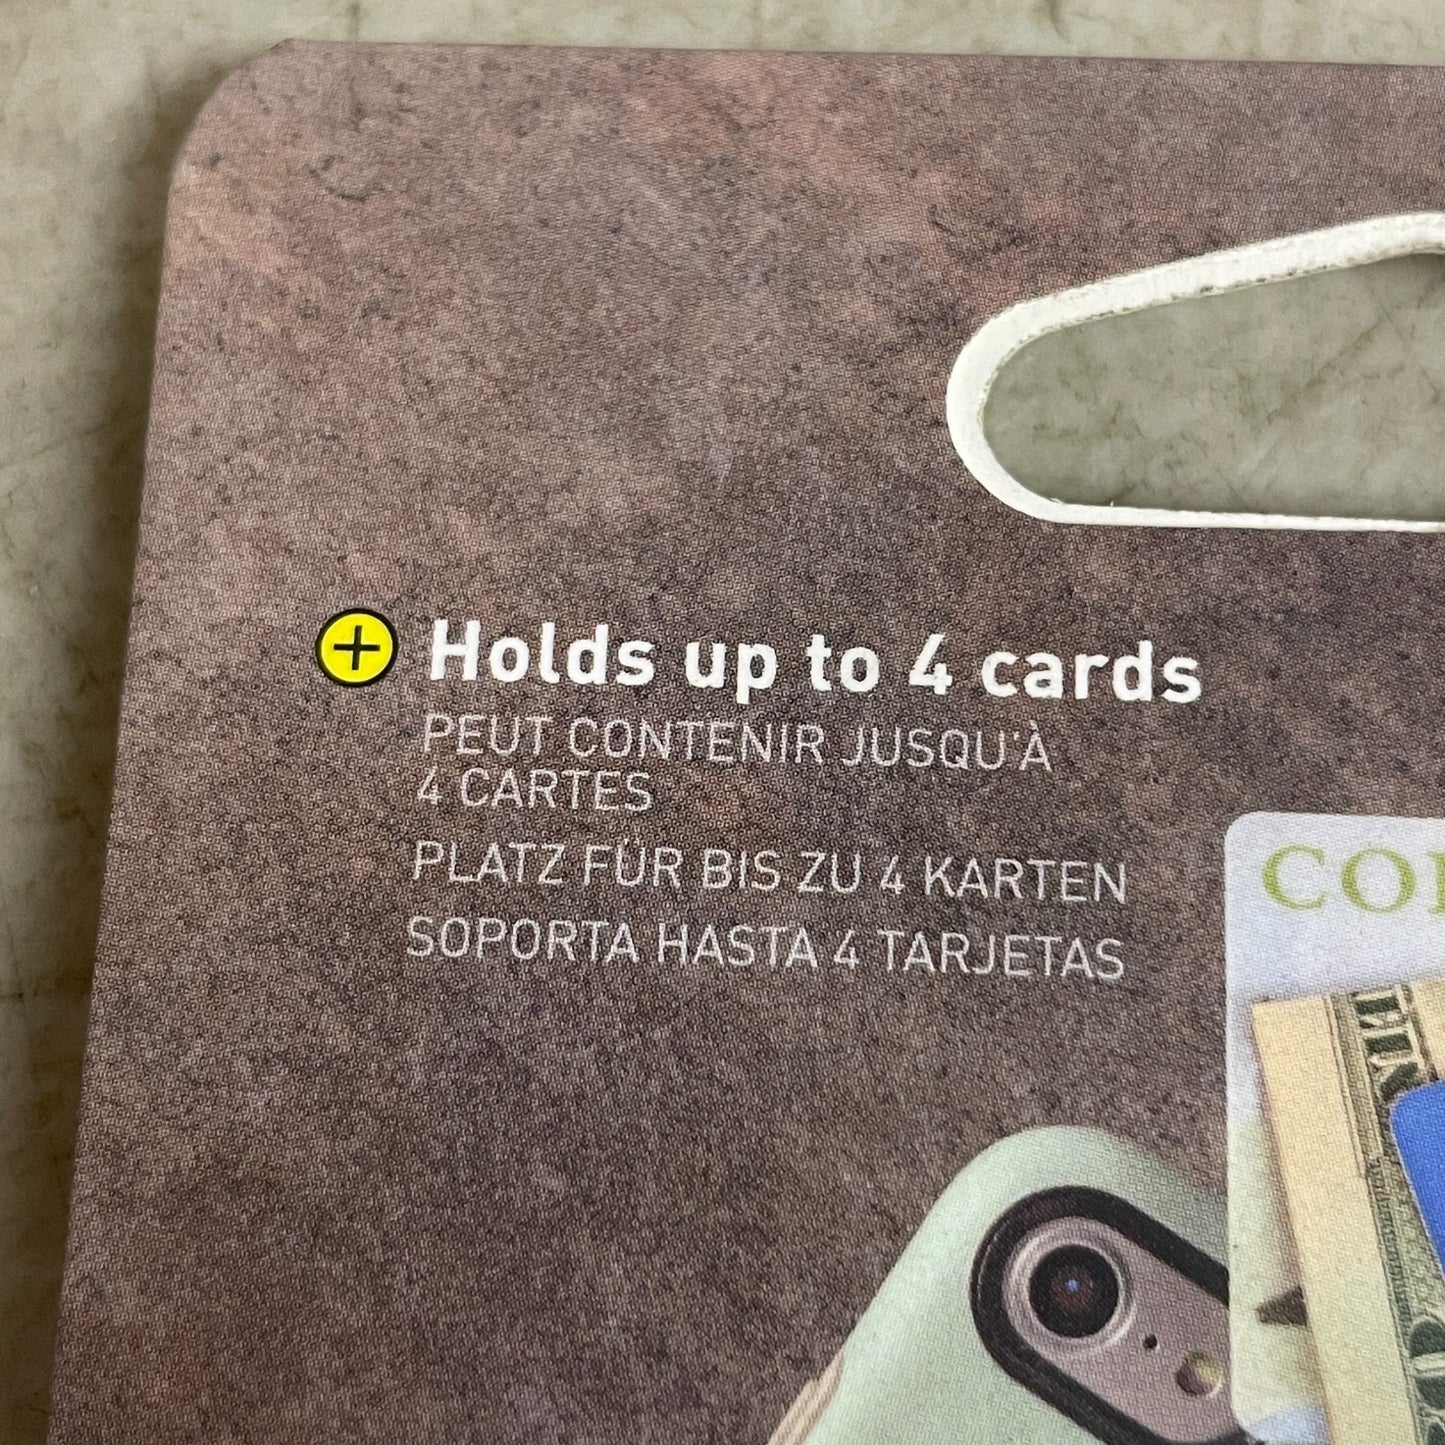 Holds up to 4 cards
PEUT CONTENIR JUSQU'À
4 CARTES
PLATZ FÜR BIS ZU 4 KARTEN
SOPORTA HASTA 4 TARJETAS